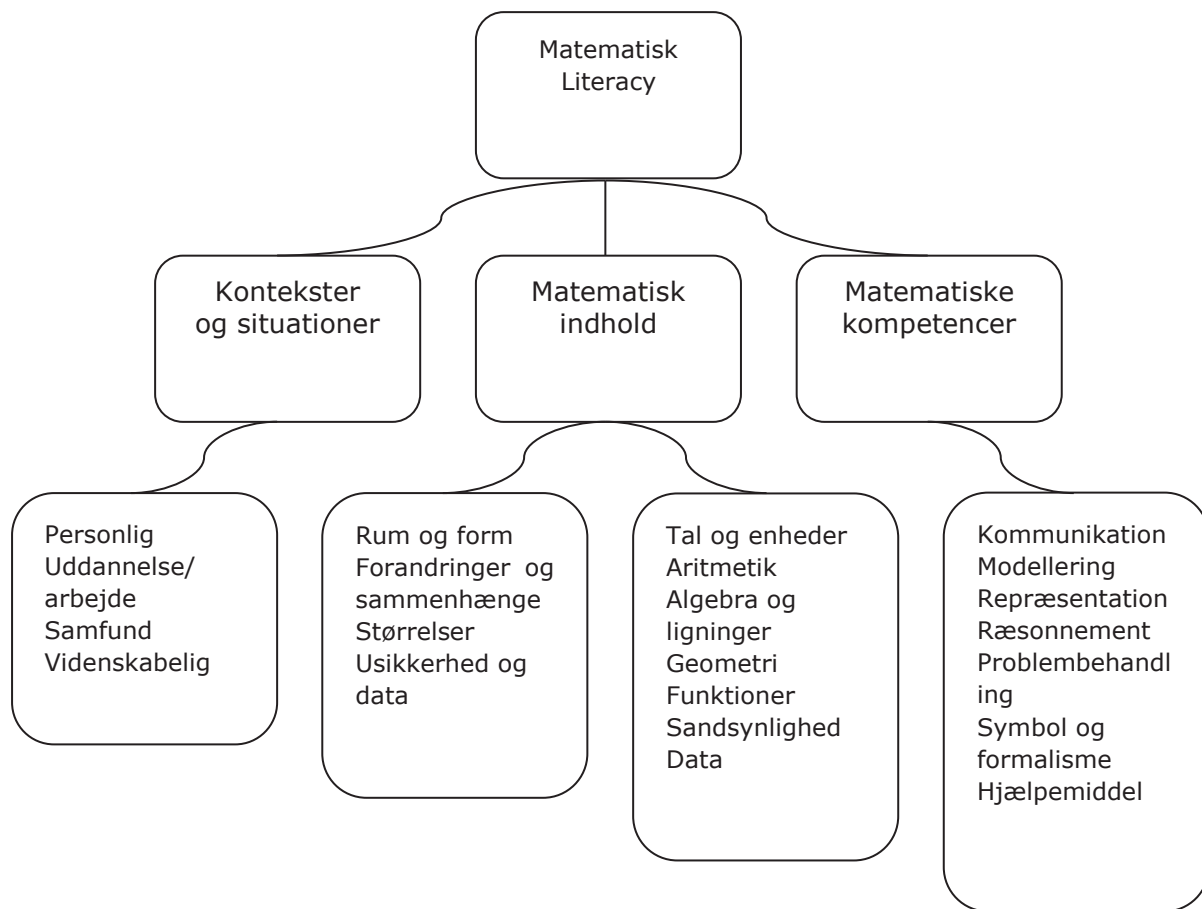 Matematisk
Literacy
Kontekster
og situationer
Matematisk
indhold
Matematiske
kompetencer
Personlig
Uddannelse/
arbejde
Samfund
Videnskabelig
Rum og form
Forandringer og
sammenhænge
Størrelser
Usikkerhed og
data
Tal og enheder
Aritmetik
Algebra og
ligninger
Geometri
Funktioner
Sandsynlighed
Data
Kommunikation
Modellering
Repræsentation
Ræsonnement
Problembehandl
ing
Symbol og
formalisme
Hjælpemiddel